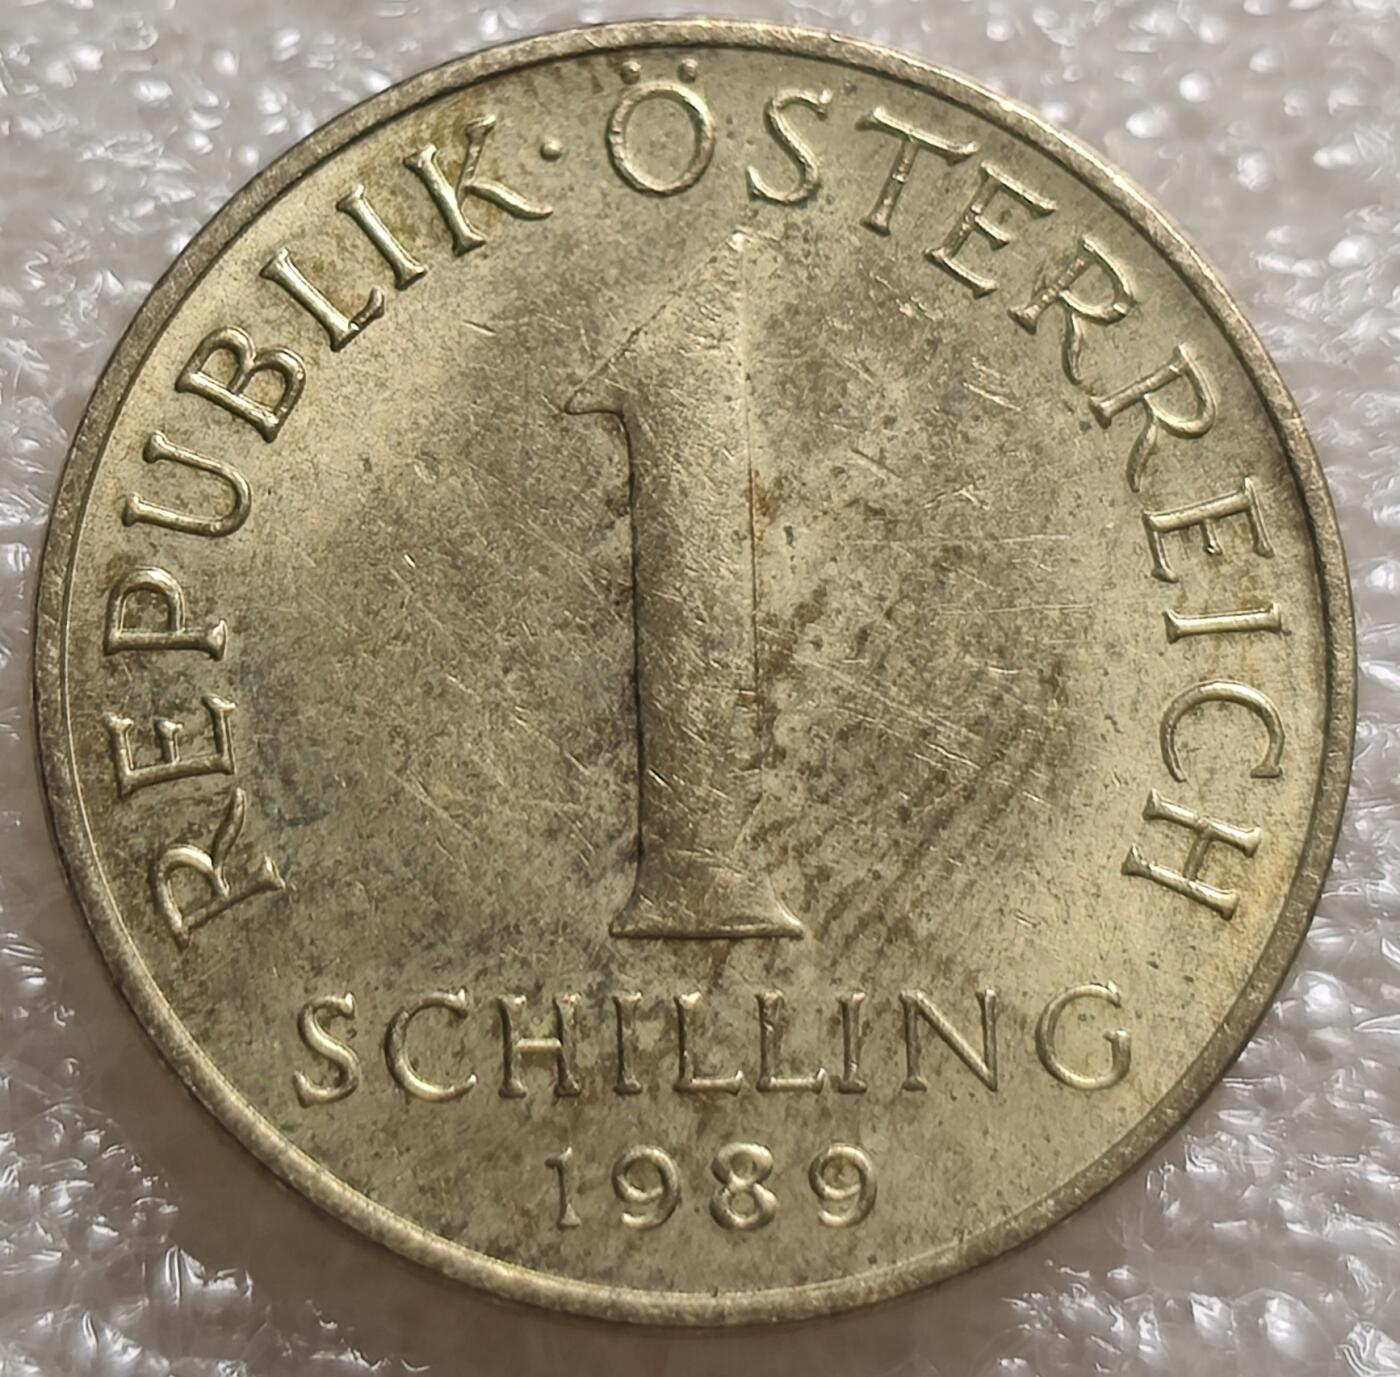 REPUBLIK · ÖSTERREICH
1
SCHILLING
1989